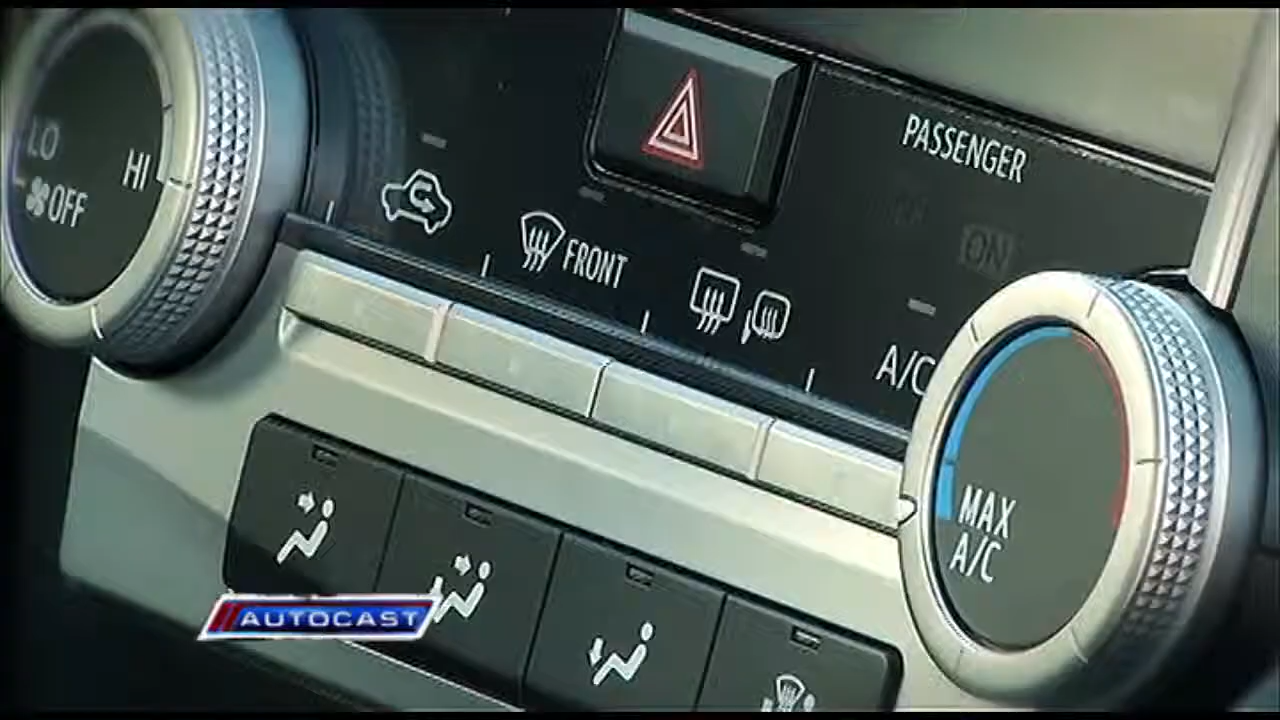 LO
HI
OFF
PASSENGER
ON
FRONT
A/C
MAX
A/C
AUTOCAST